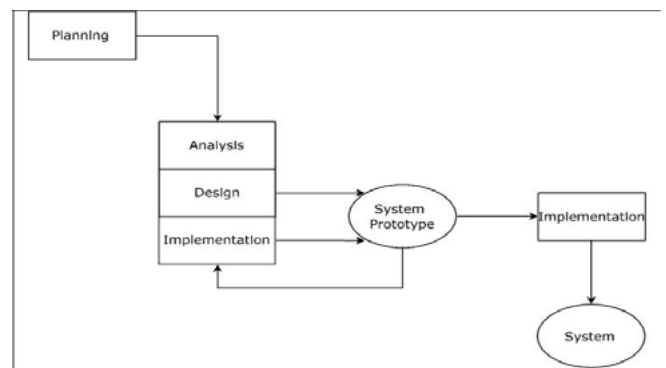 Planning
Analysis
Design
Implementation
System
Prototype
Implementation
System